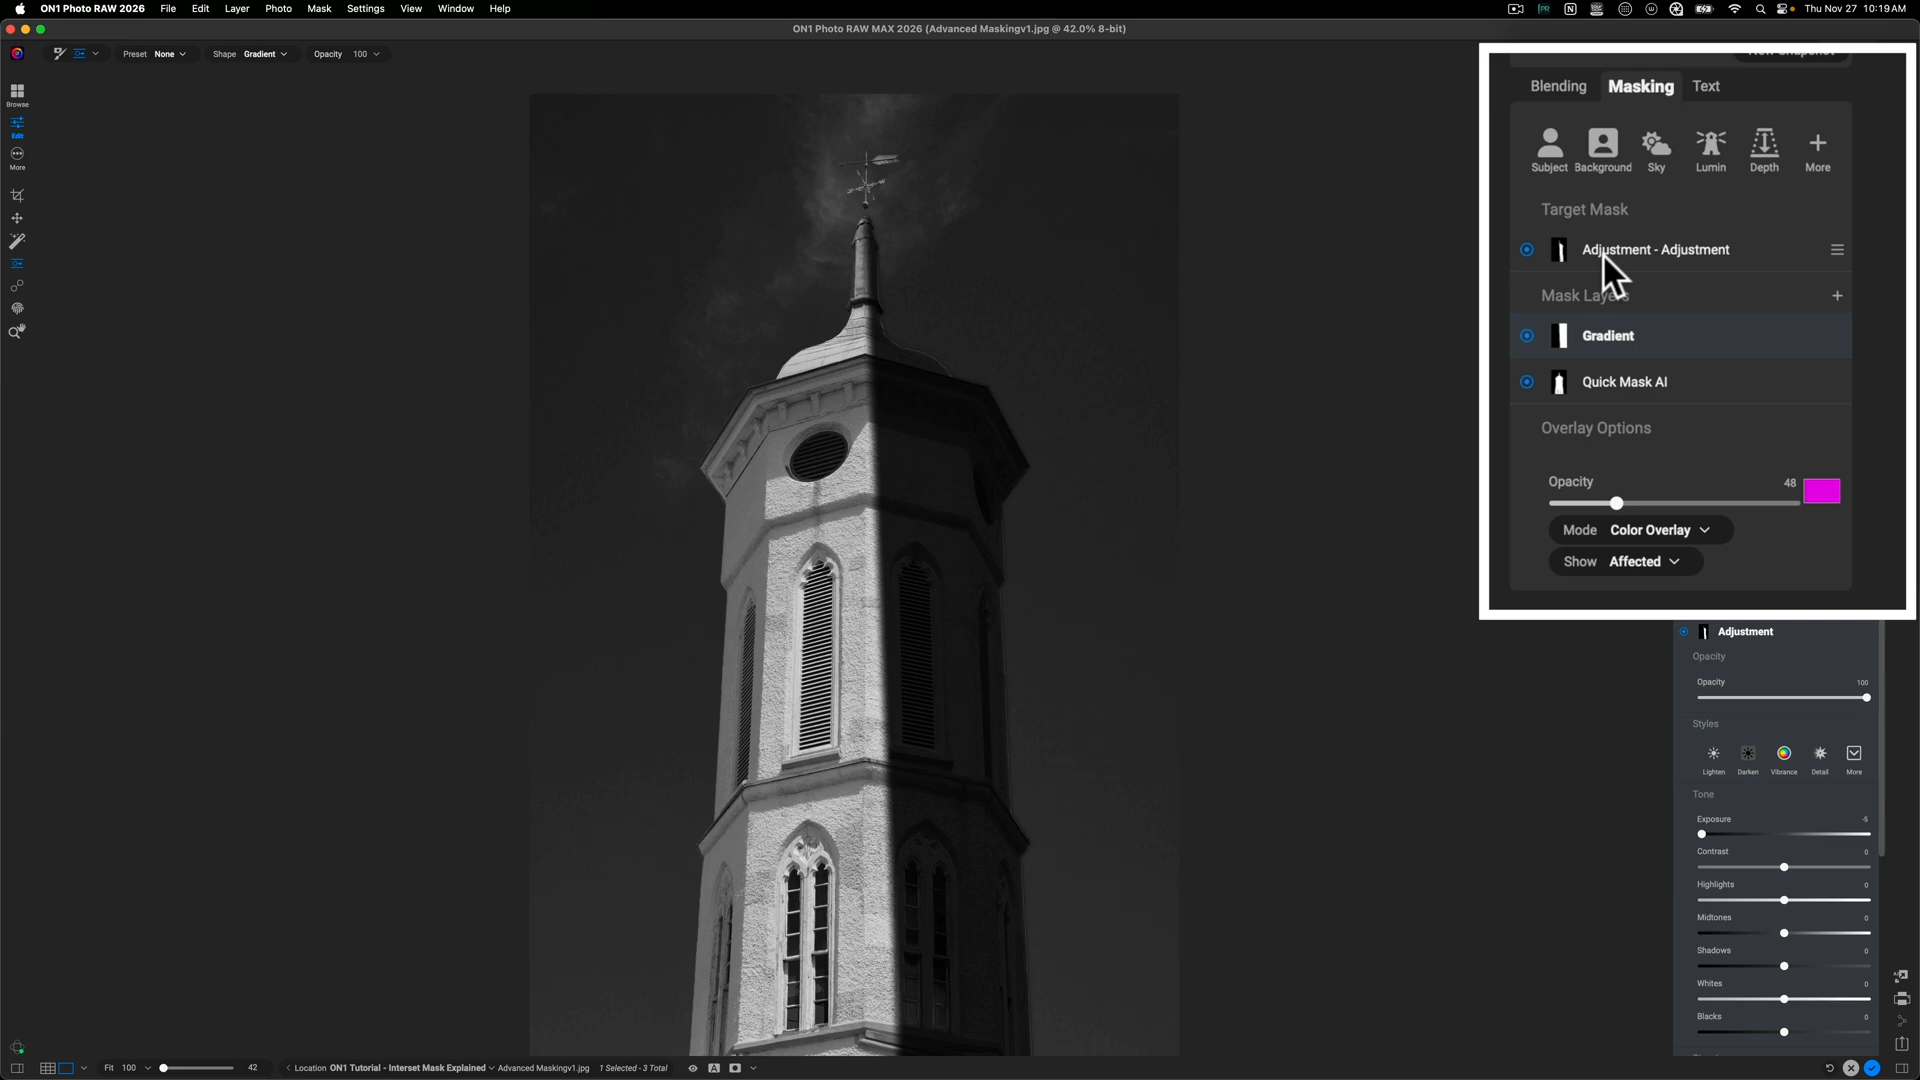 ON1 Photo RAW 2026 File Edit Layer Photo Mask Settings View Window Help
Thu Nov 27 10:19 AM
ON1 Photo RAW MAX 2026 (Advanced Maskingv1.jpg @ 42.0% 8-bit)
Preset None Shape Gradient Opacity 100
Browse
Edit
More
New Snapshot
Blending Masking Text
Subject Background Sky Lumin Depth More
Target Mask
Adjustment - Adjustment
Mask Layers
Gradient
Quick Mask AI
Overlay Options
Opacity 48
Mode Color Overlay
Show Affected
Adjustment
Opacity
Opacity 100
Styles
Lighten Darken Vibrance Detail More
Tone
Exposure -5
Contrast 0
Highlights 0
Midtones 0
Shadows 0
Whites 0
Blacks 0
Fit 100 42 Location ON1 Tutorial - Interset Mask Explained Advanced Maskingv1.jpg 1 Selected - 3 Total A